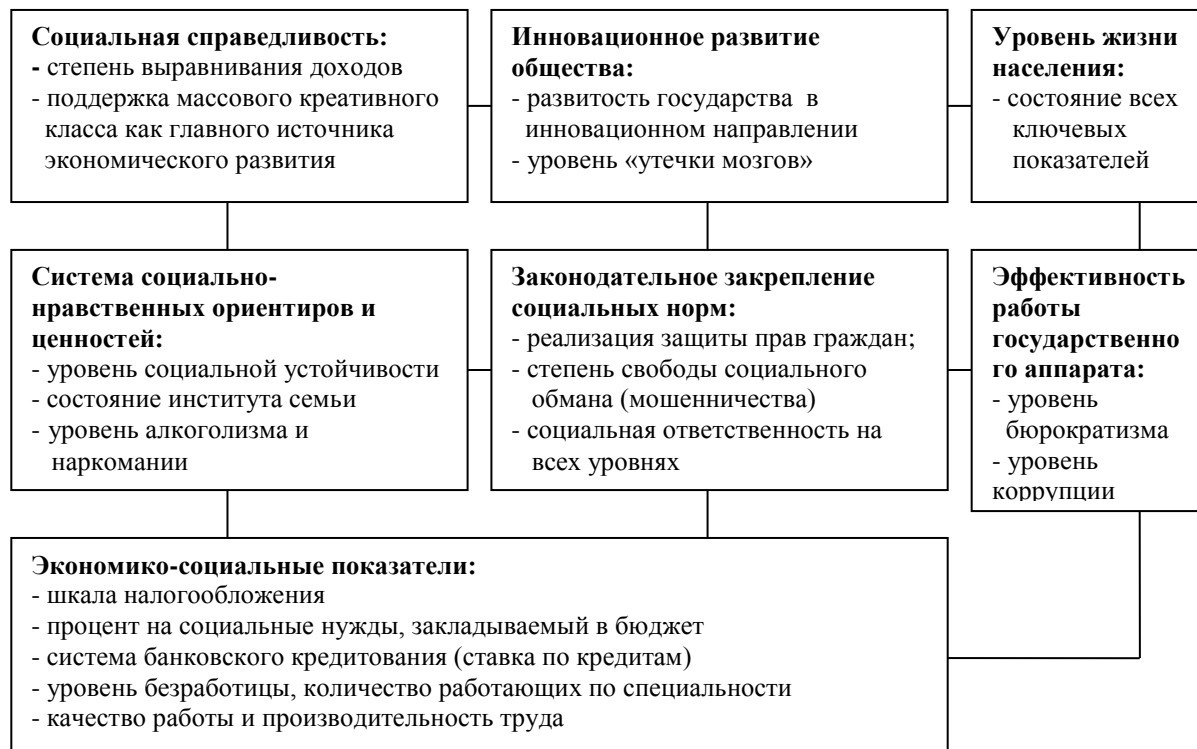 Социальная справедливость:
- степень выравнивания доходов
- поддержка массового креативного
класса как главного источника
экономического развития
Инновационное развитие
общества:
- развитость государства в
инновационном направлении
- уровень «утечки мозгов»
Уровень жизни
населения:
- состояние всех
ключевых
показателей
Система социально-
нравственных ориентиров и
ценностей:
- уровень социальной устойчивости
- состояние института семьи
- уровень алкоголизма и
наркомании
Законодательное закрепление
социальных норм:
- реализация защиты прав граждан;
- степень свободы социального
обмана (мошенничества)
- социальная ответственность на
всех уровнях
Эффективность
работы
государственно
го аппарата:
- уровень
бюрократизма
- уровень
коррупции
Экономико-социальные показатели:
- шкала налогообложения
- процент на социальные нужды, закладываемый в бюджет
- система банковского кредитования (ставка по кредитам)
- уровень безработицы, количество работающих по специальности
- качество работы и производительность труда